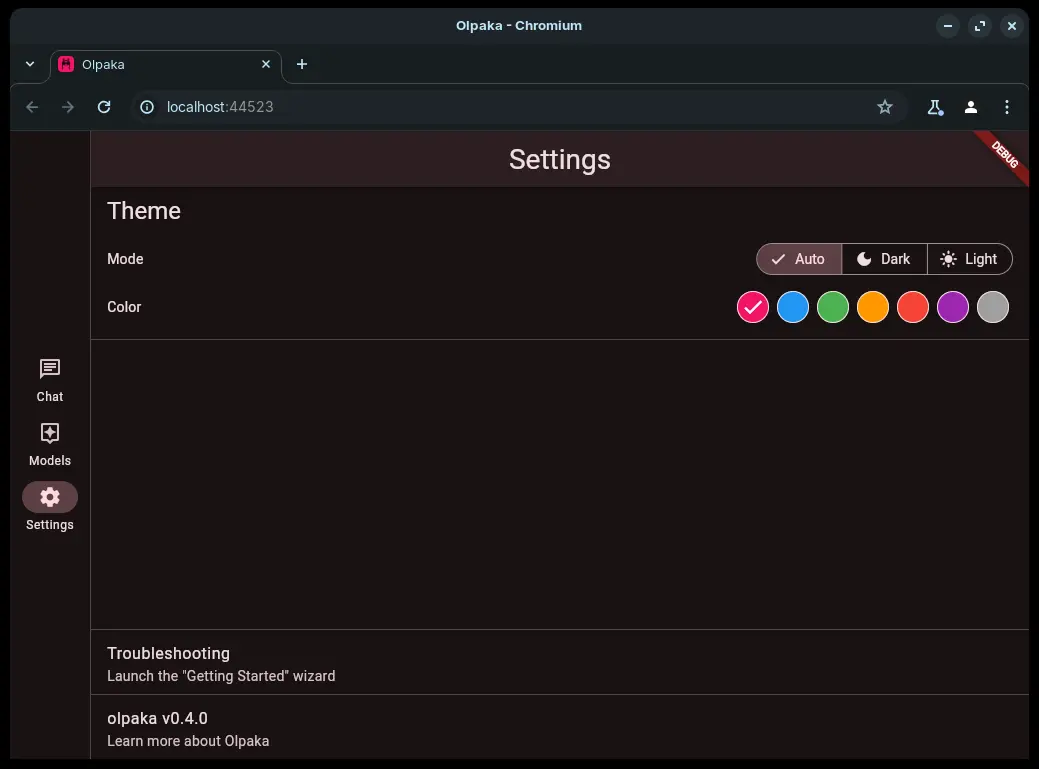 Olpaka - Chromium
Olpaka
localhost:44523
Settings
DEBUG
Theme
Mode
Auto
Dark
Light
Color
Chat
Models
Settings
Troubleshooting
Launch the "Getting Started" wizard
olpaka v0.4.0
Learn more about Olpaka